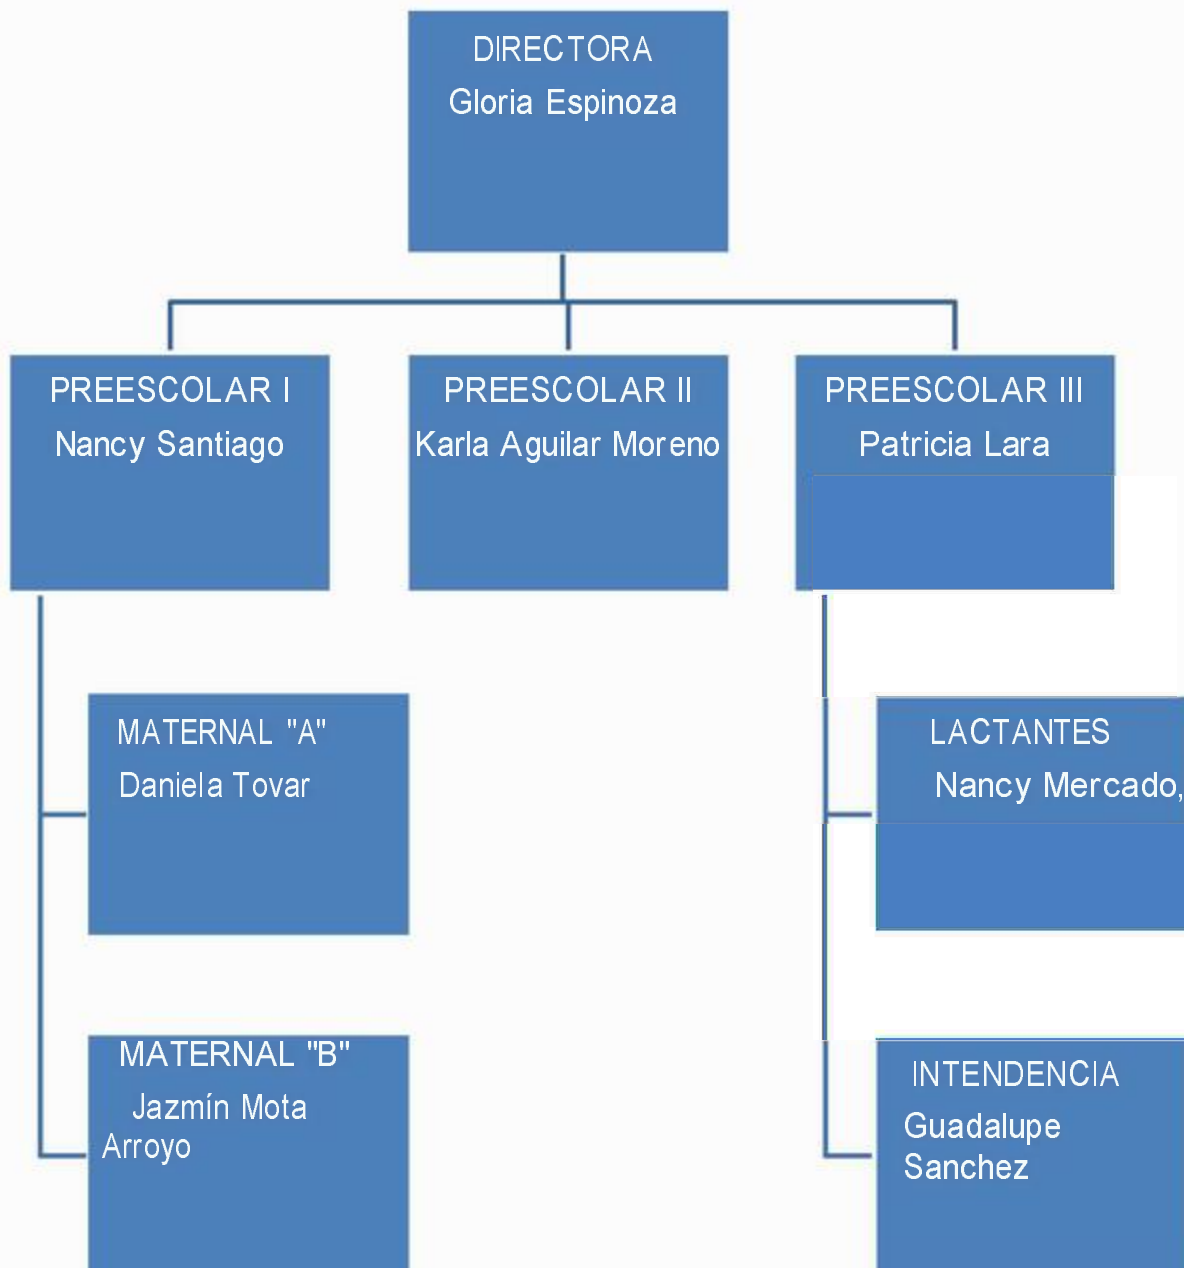 DIRECTORA
Gloria Espinoza
PREESCOLAR I
Nancy Santiago
PREESCOLAR II
Karla Aguilar Moreno
PREESCOLAR III
Patricia Lara
MATERNAL "A"
Daniela Tovar
LACTANTES
Nancy Mercado,
MATERNAL "B"
Jazmín Mota
Arroyo
INTENDENCIA
Guadalupe
Sanchez